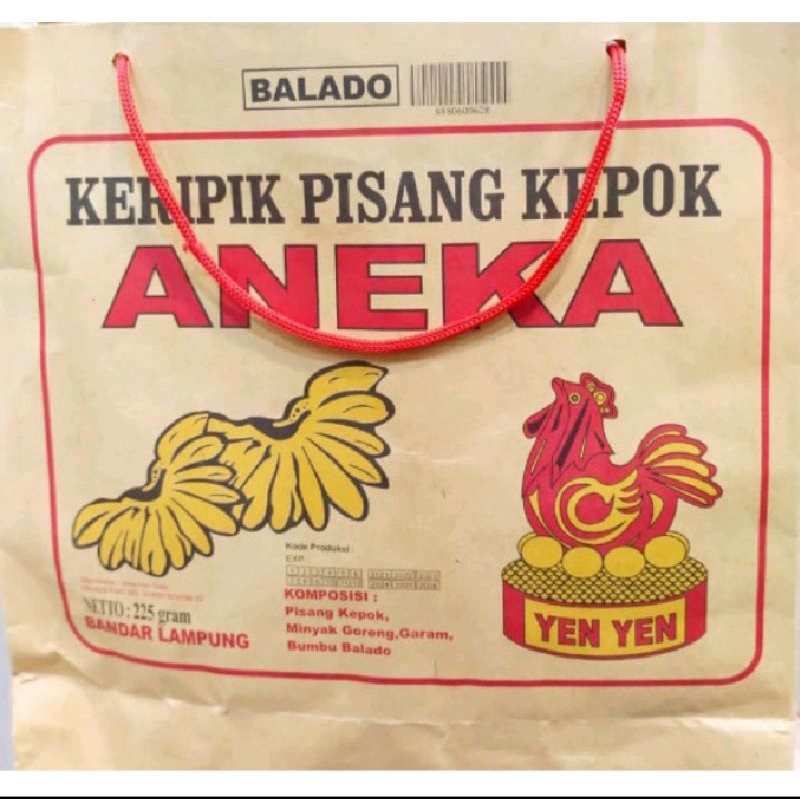 BALADO
KERIPIK PISANG KEPOK
ANEKA
Kode Produksi :
EXP.
KOMPOSISI :
Pisang Kepok,
Minyak Goreng,Garam,
Bumbu Balado
NETTO : 225 gram
BANDAR LAMPUNG
YEN YEN